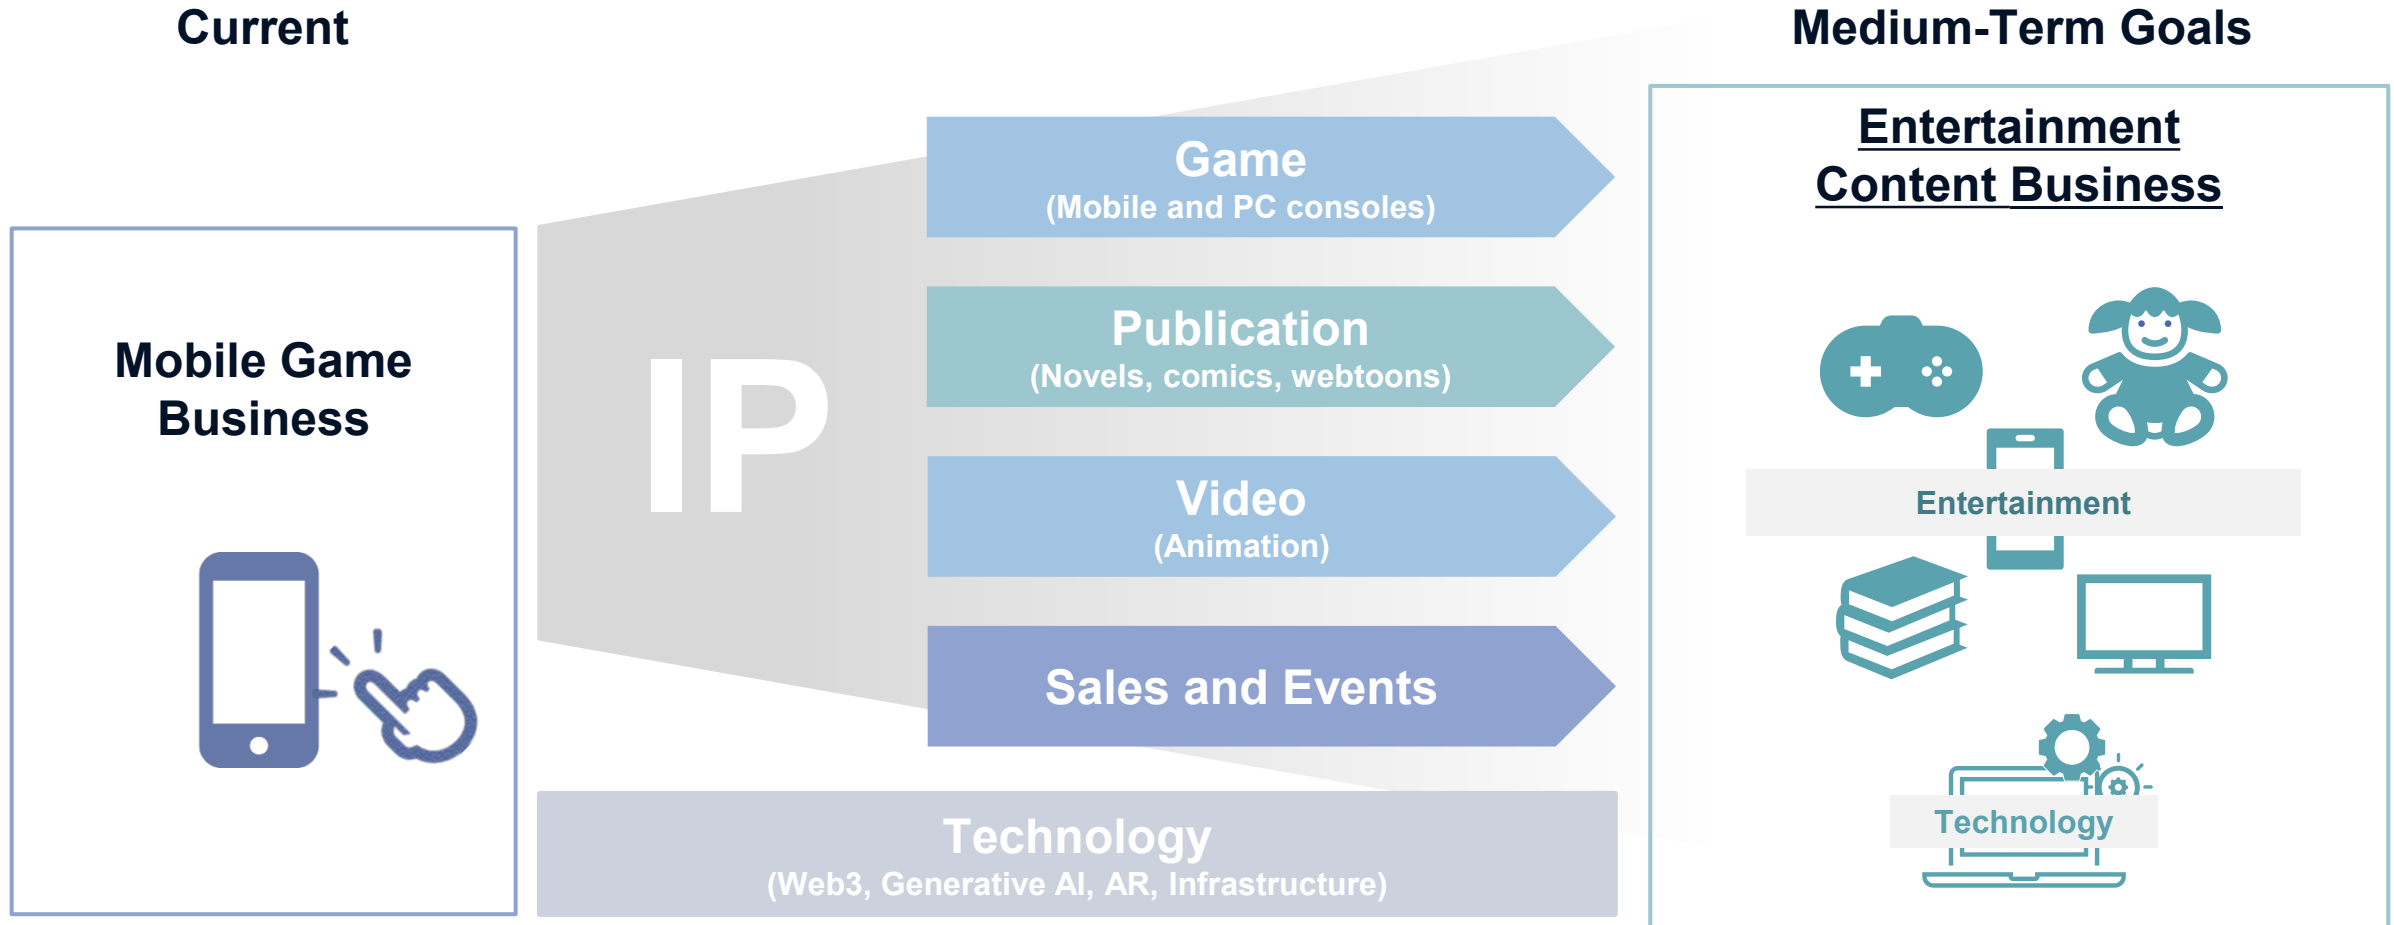 Current
Medium-Term Goals
Mobile Game
Business
IP
Game
(Mobile and PC consoles)
Publication
(Novels, comics, webtoons)
Video
(Animation)
Sales and Events
Technology
(Web3, Generative AI, AR, Infrastructure)
Entertainment
Content Business
Entertainment
Technology